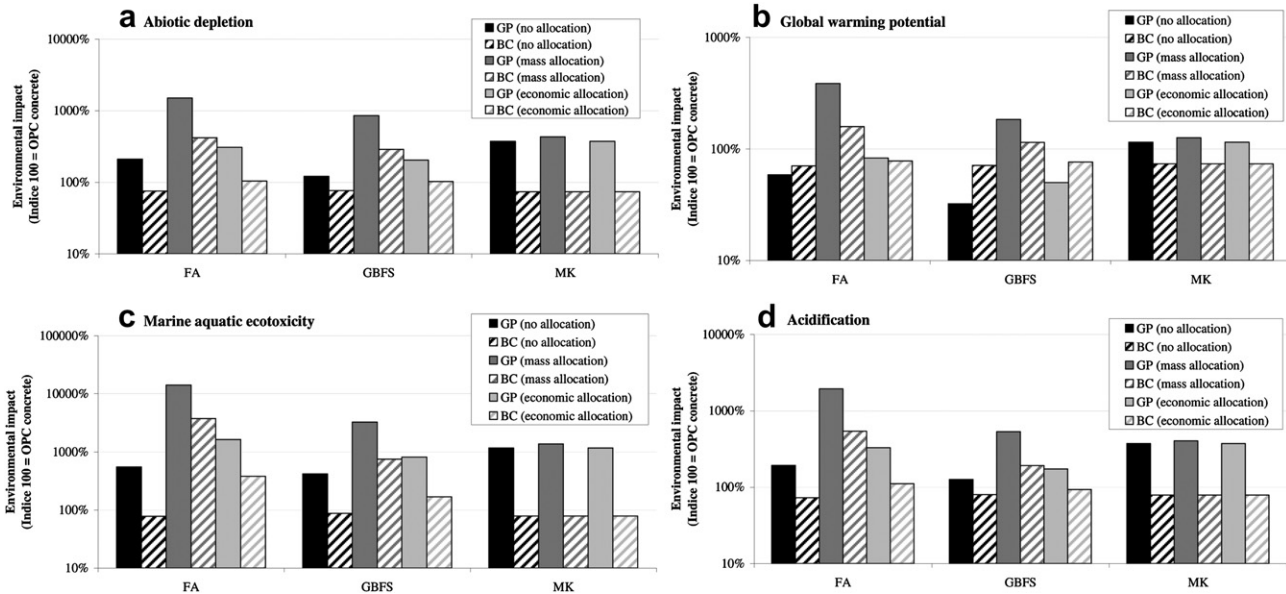 a Abiotic depletion
Environmental impact
(Indice 100 = OPC concrete)
10000%
1000%
100%
10%
GP (no allocation)
BC (no allocation)
GP (mass allocation)
BC (mass allocation)
GP (economic allocation)
BC (economic allocation)
FA GBFS MK
b Global warming potential
Environmental impact
(Indice 100 = OPC concrete)
1000%
100%
10%
GP (no allocation)
BC (no allocation)
GP (mass allocation)
BC (mass allocation)
GP (economic allocation)
BC (economic allocation)
FA GBFS MK
c Marine aquatic ecotoxicity
Environmental impact
(Indice 100 = OPC concrete)
100000%
10000%
1000%
100%
10%
GP (no allocation)
BC (no allocation)
GP (mass allocation)
BC (mass allocation)
GP (economic allocation)
BC (economic allocation)
FA GBFS MK
d Acidification
Environmental impact
(Indice 100 = OPC concrete)
10000%
1000%
100%
10%
GP (no allocation)
BC (no allocation)
GP (mass allocation)
BC (mass allocation)
GP (economic allocation)
BC (economic allocation)
FA GBFS MK